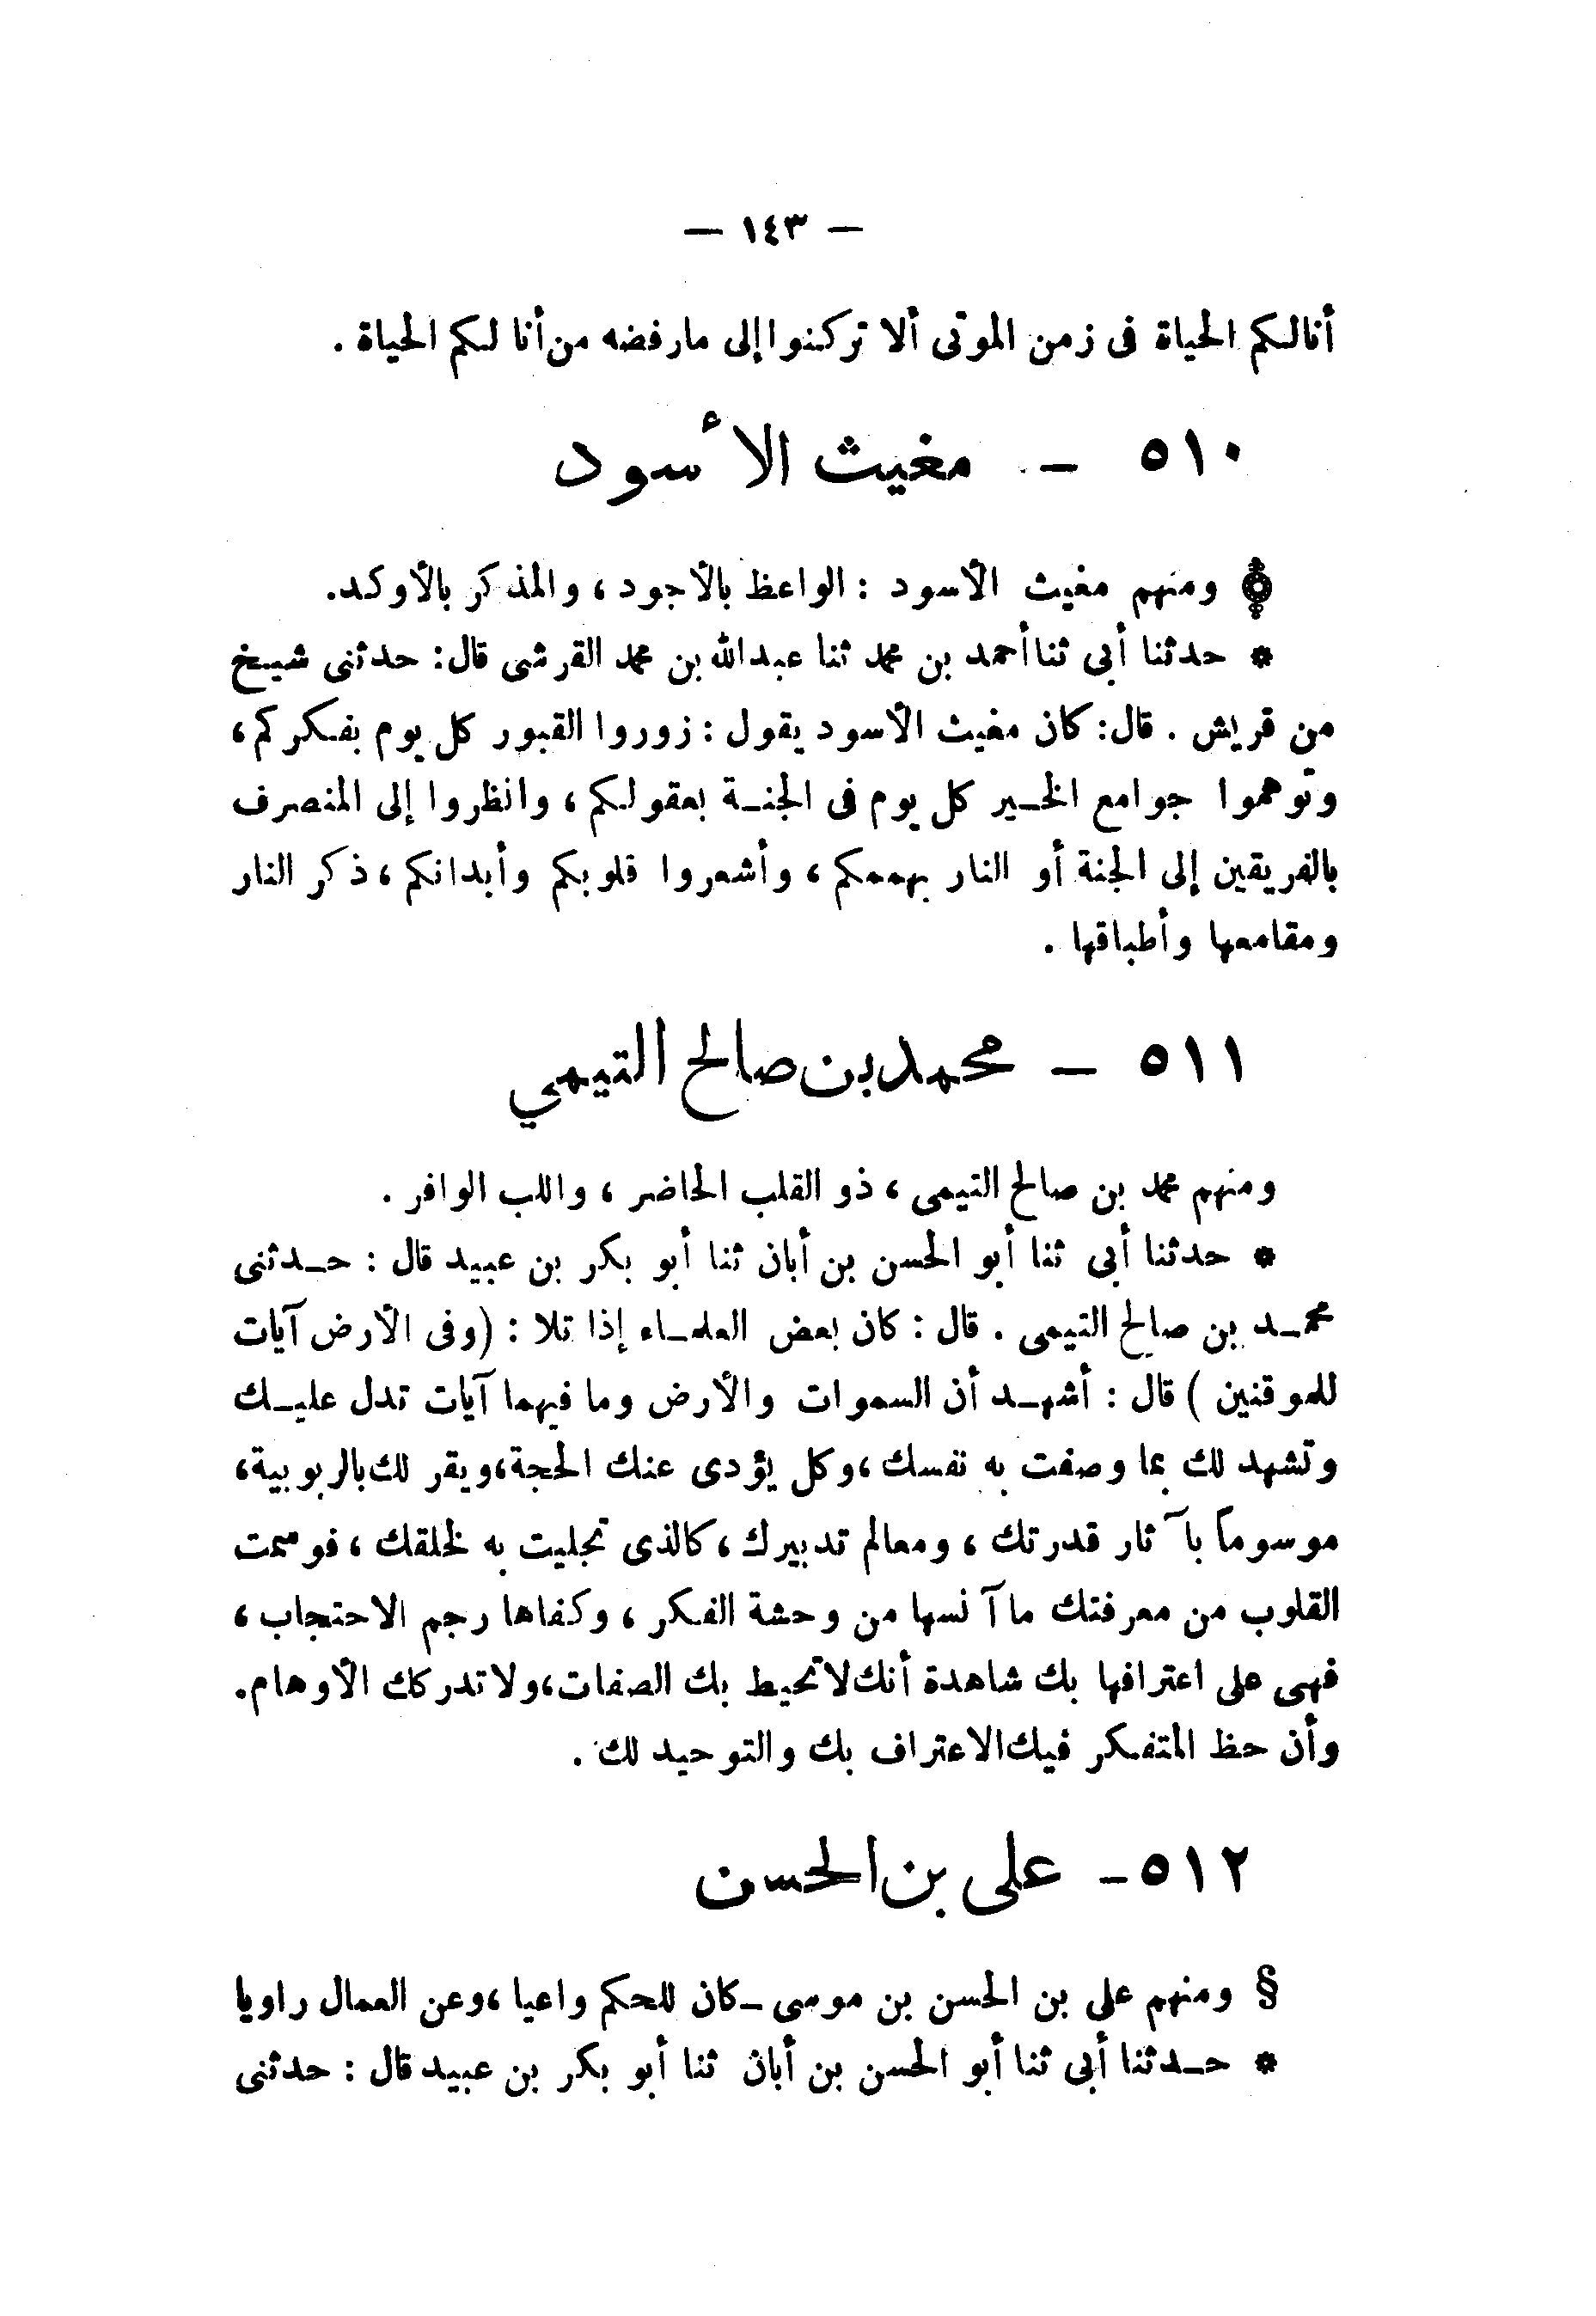 — ١٤٣ —
أنالكم الحياة فى زمن الموتى ألا تركنوا إلى مارفضه من أنا لكم الحياة .
٥١٠ - مغيث الأسود
ومنهم مغيث الأسود : الواعظ بالأجود ، والمذكر بالأوكد.
* حدثنا أبى ثنا أحمد بن محمد ثنا عبدالله بن محمد القرشى قال: حدثنى شيخ
من قريش . قال: كان مغيث الأسود يقول : زوروا القبور كل يوم بفكركم ،
وتوهموا جوامع الخير كل يوم فى الجنة بعقولكم ، وانظروا إلى المنصرف
بالفريقين إلى الجنة أو النار بهممكم ، وأشعروا قلوبكم وأبدانكم ، ذكر النار
ومقامعها وأطباقها .
٥١١ - محمد بن صالح التيمي
ومنهم محمد بن صالح التيمى ، ذو القلب الحاضر ، واللب الوافر .
* حدثنا أبى ثنا أبو الحسن بن أبان ثنا أبو بكر بن عبيد قال : حدثنى
محمد بن صالح التيمى . قال : كان بعض العلماء إذا تلا : (وفى الأرض آيات
للموقنين ) قال : أشهد أن السموات والأرض وما فيهما آيات تدل عليك
وتشهد لك بما وصفت به نفسك ، وكل يؤدى عنك الحجة، ويقر لك بالربوبية،
موسوماً بآثار قدرتك ، ومعالم تدبيرك ، كالذى تجليت به لخلقك ، فوسمت
القلوب من معرفتك ما آنسها من وحشة الفكر ، وكفاها رجم الاحتجاب ،
فهى على اعترافها بك شاهدة أنك لا تحيط بك الصفات، ولا تدركك الأوهام.
وأن حظ المتفكر فيك الاعتراف بك والتوحيد لك .
٥١٢ - على بن الحسن
§ ومنهم على بن الحسن بن موسى - كان للحكم واعيا ، وعن العمال راويا
* حدثنا أبى ثنا أبو الحسن بن أبان ثنا أبو بكر بن عبيد قال : حدثنى